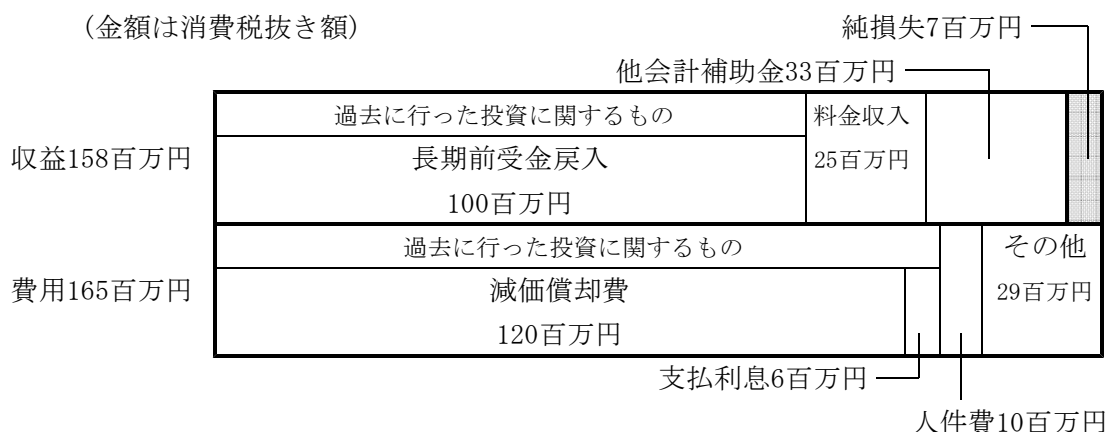 (金額は消費税抜き額)
純損失7百万円
他会計補助金33百万円
過去に行った投資に関するもの
料金収入
収益158百万円
長期前受金戻入
25百万円
100百万円
過去に行った投資に関するもの
その他
費用165百万円
減価償却費
29百万円
120百万円
支払利息6百万円
人件費10百万円